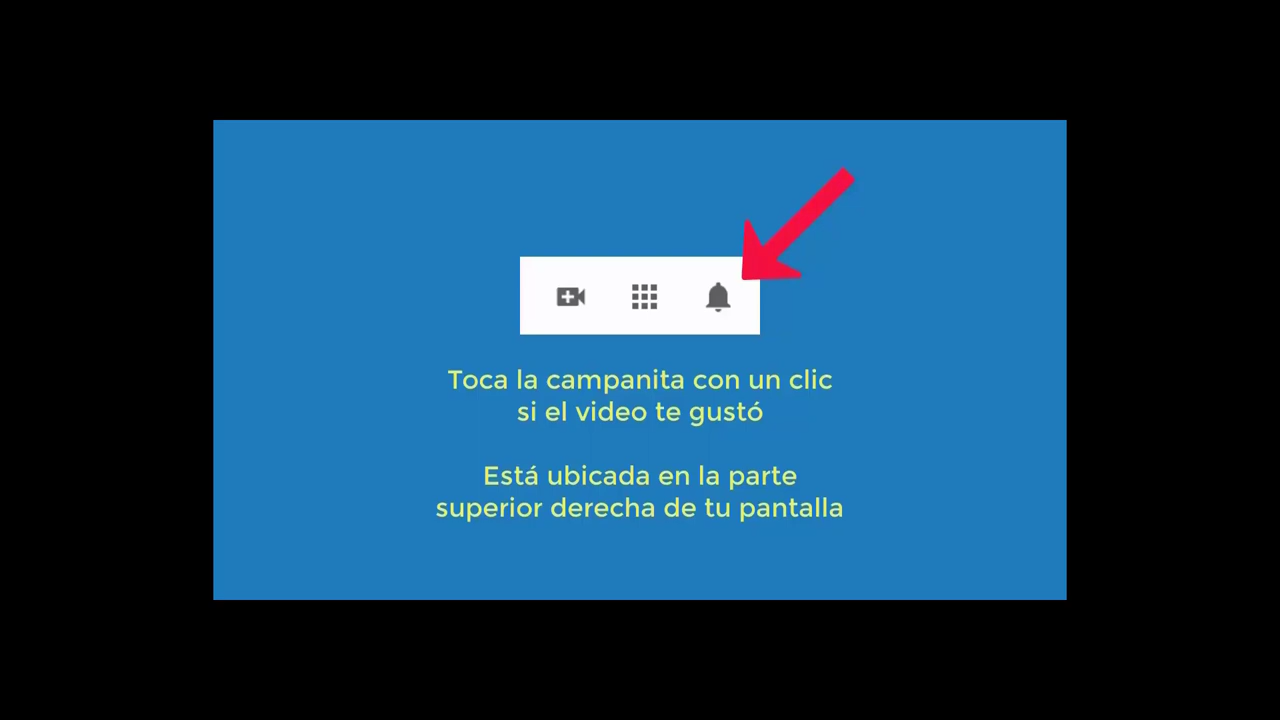 Toca la campanita con un clic
si el video te gustó
Está ubicada en la parte
superior derecha de tu pantalla